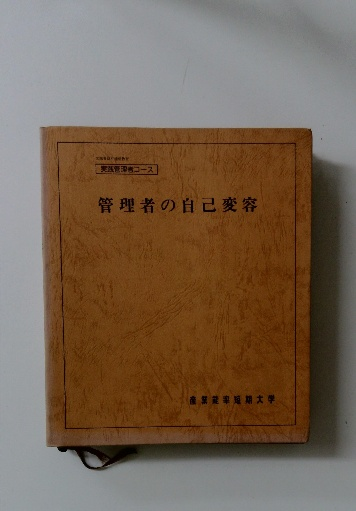 実践管理者コース
管理者の自己変容
産業能率短期大学